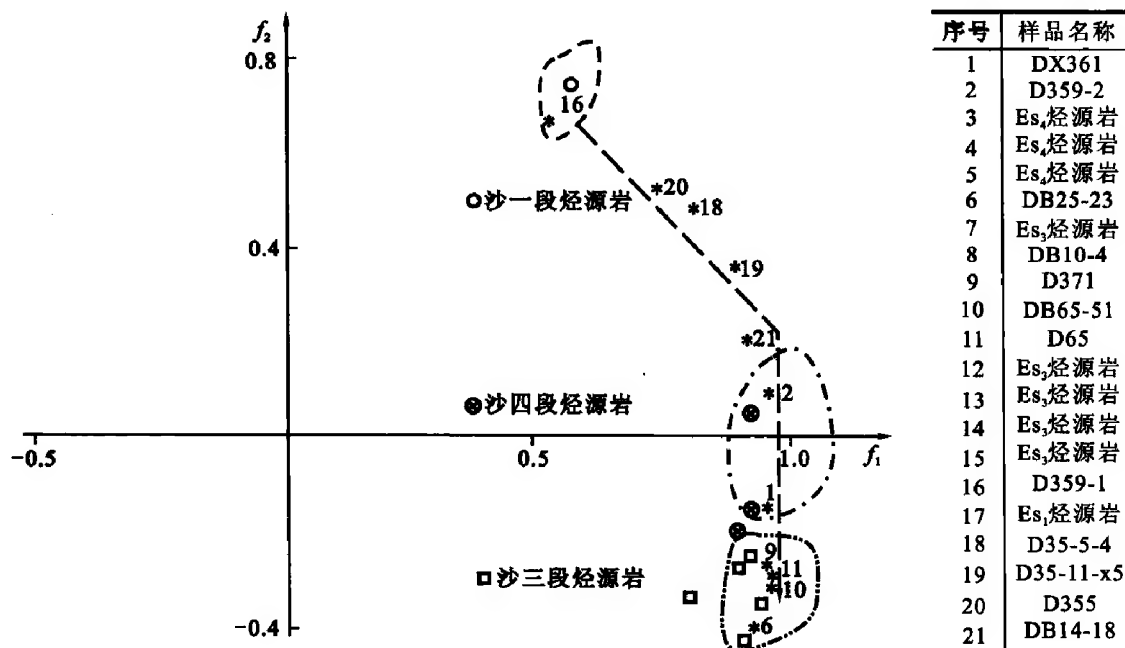 f₂
0.8
16
*
*20
○沙一段烃源岩
*18
0.4
*19
*21
*2
⊗沙四段烃源岩
-0.5
0.5
1.0
f₁
1
*
9
*
11
*
□沙三段烃源岩
*10
-0.4
*6
序号 样品名称
1 DX361
2 D359-2
3 Es₄烃源岩
4 Es₄烃源岩
5 Es₄烃源岩
6 DB25-23
7 Es₃烃源岩
8 DB10-4
9 D371
10 DB65-51
11 D65
12 Es₃烃源岩
13 Es₃烃源岩
14 Es₃烃源岩
15 Es₃烃源岩
16 D359-1
17 Es₁烃源岩
18 D35-5-4
19 D35-11-x5
20 D355
21 DB14-18